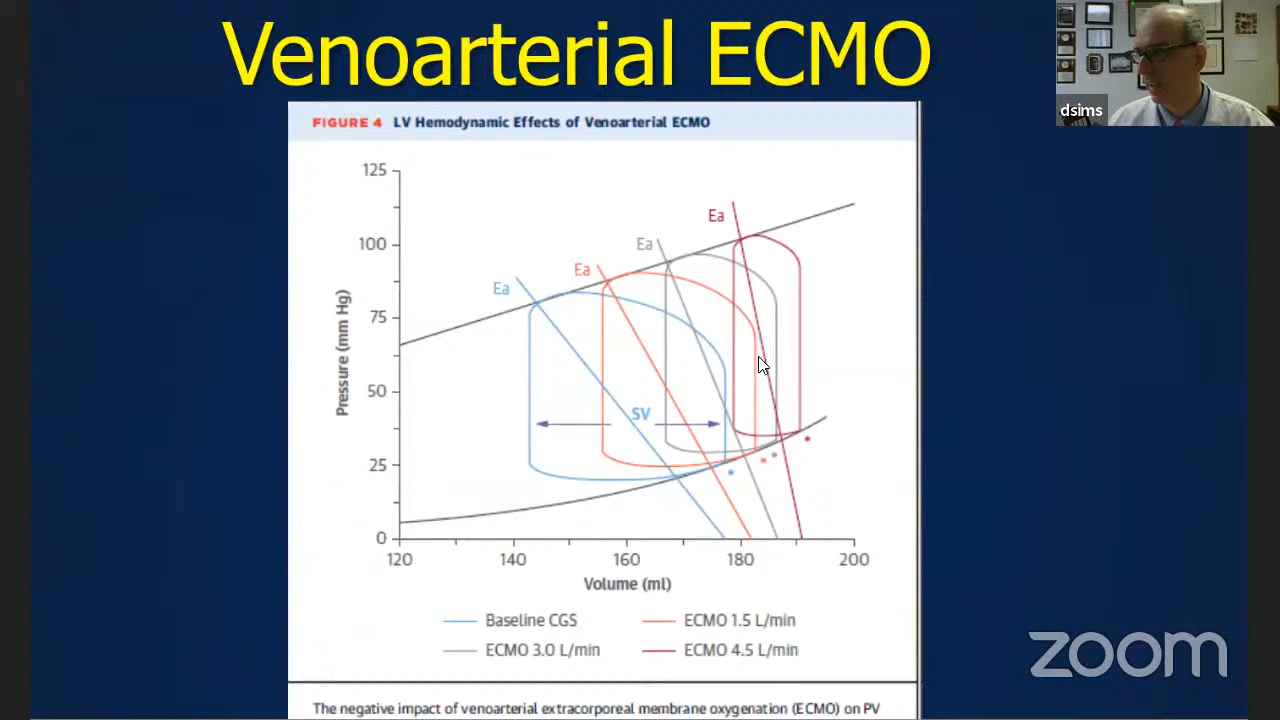 Venoarterial ECMO
dsims
FIGURE 4 LV Hemodynamic Effects of Venoarterial ECMO
125
100
75
50
25
0
Pressure (mm Hg)
Ea
Ea
Ea
Ea
SV
120
140
160
180
200
Volume (ml)
Baseline CGS
ECMO 1.5 L/min
ECMO 3.0 L/min
ECMO 4.5 L/min
zoom
The negative impact of venoarterial extracorporeal membrane oxygenation (ECMO) on PV